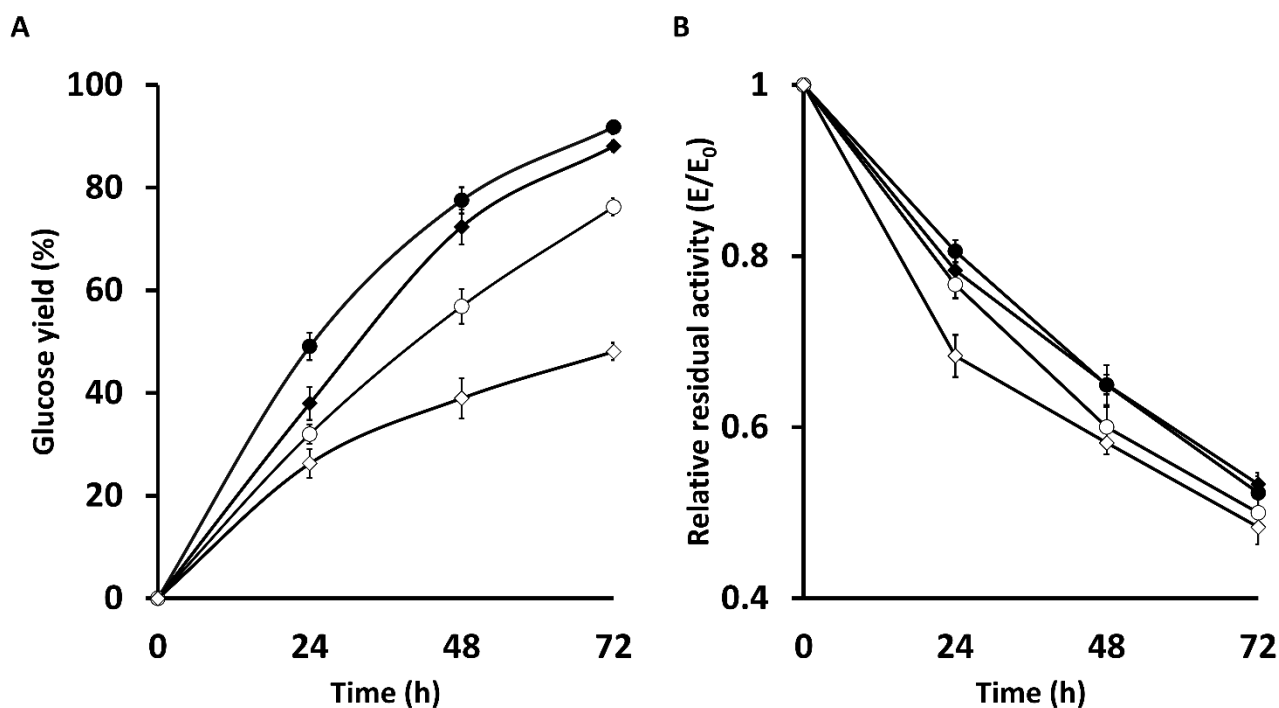 A
Glucose yield (%)
100
80
60
40
20
0
0 24 48 72
Time (h)
B
Relative residual activity (E/E₀)
1
0.8
0.6
0.4
0 24 48 72
Time (h)